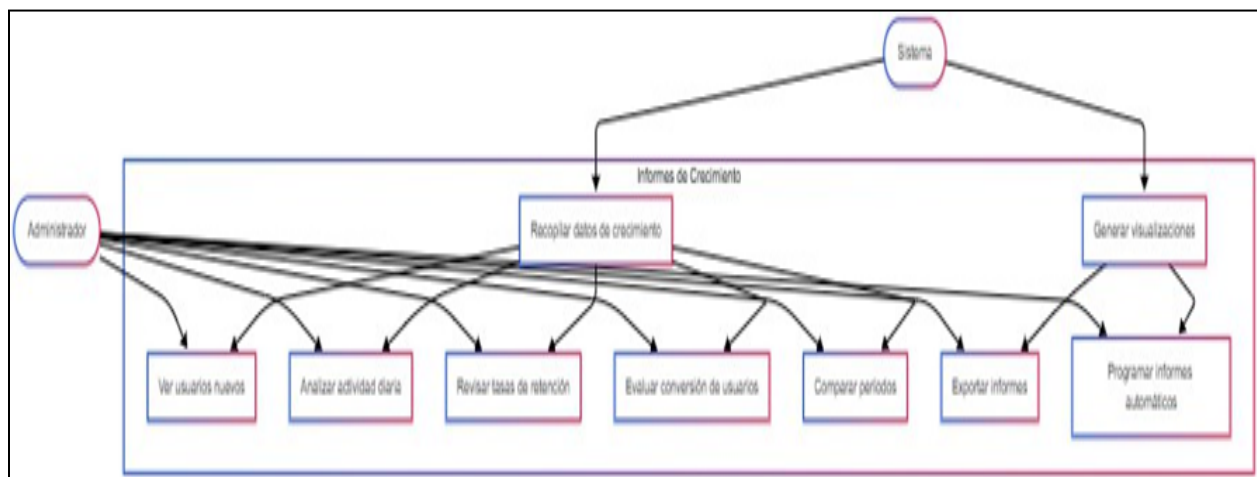 Sistema
Informes de Crecimiento
Administrador
Recopilar datos de crecimiento
Generar visualizaciones
Ver usuarios nuevos
Analizar actividad diaria
Revisar tasas de retención
Evaluar conversión de usuarios
Comparar periodos
Exportar informes
Programar informes
automáticos